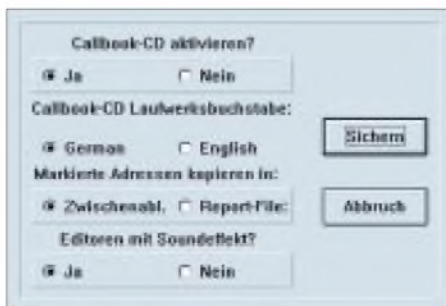 Callbook-CD aktivieren?
Ja Nein
Callbook-CD Laufwerksbuchstabe:
German English
Sichern
Markierte Adressen kopieren in:
Zwischenabl. Report-File:
Abbruch
Editoren mit Soundeffekt?
Ja Nein